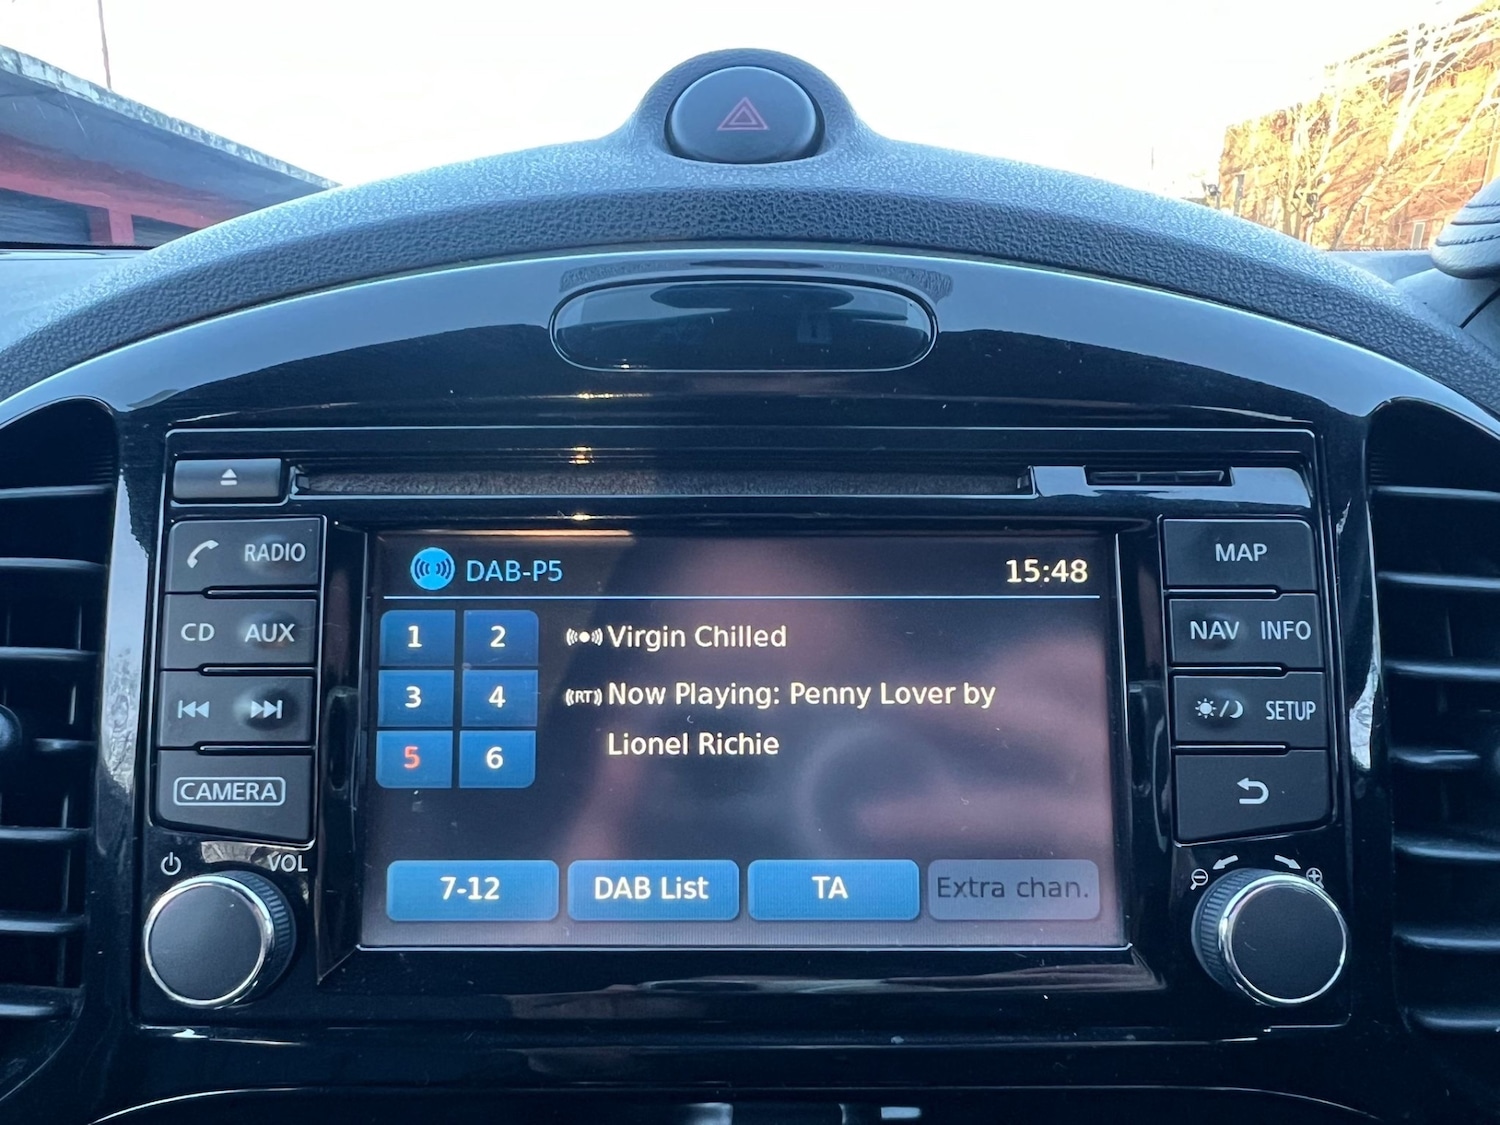 RADIO
CD AUX
CAMERA
VOL
DAB-P5 15:48
1 2
Virgin Chilled
3 4
RT Now Playing: Penny Lover by
Lionel Richie
5 6
7-12 DAB List TA Extra chan.
MAP
NAV INFO
SETUP